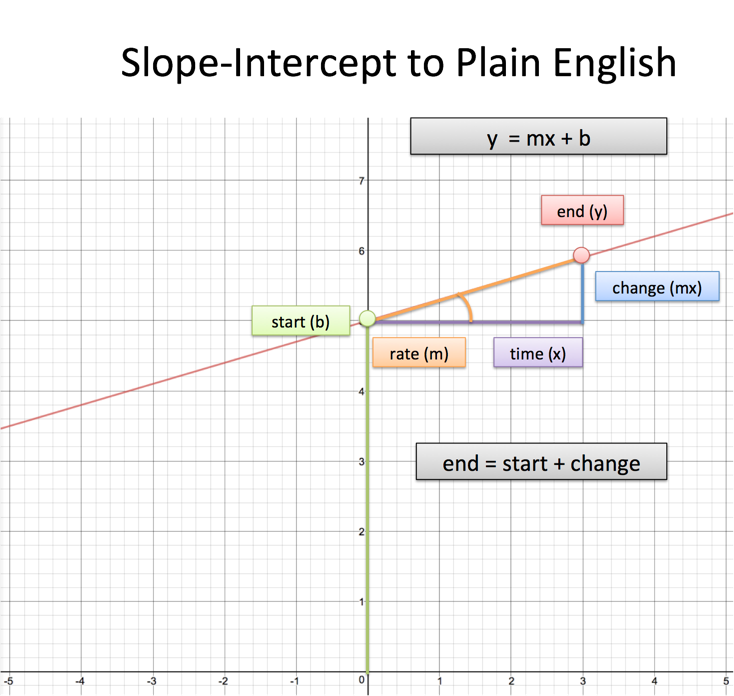 Slope-Intercept to Plain English
y = mx + b
7
end (y)
6
change (mx)
start (b)
rate (m)
time (x)
4
end = start + change
3
2
1
-5 -4 -3 -2 -1 0 1 2 3 4 5